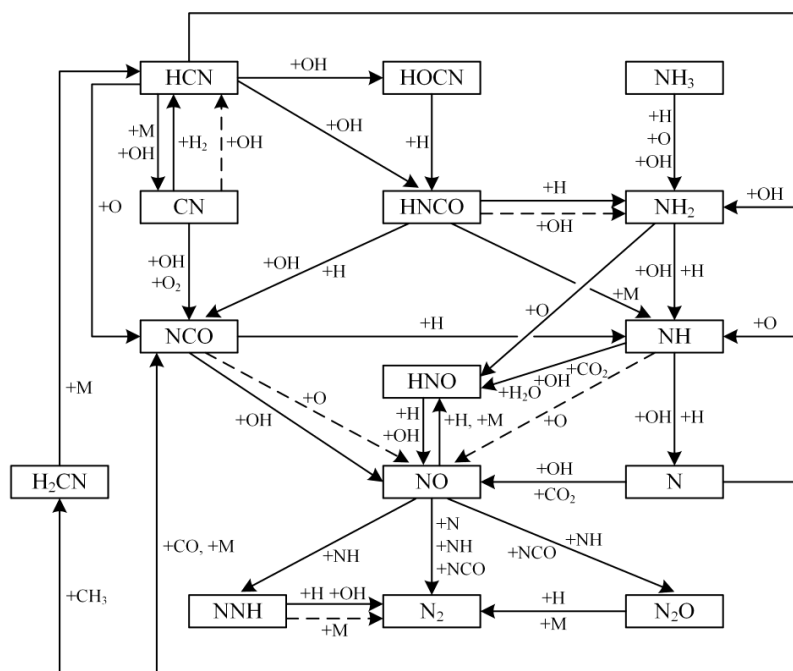 HCN
+OH
HOCN
NH₃
+M
+OH
+H₂
+OH
+OH
+H
+H
+O
+OH
+O
CN
HNCO
+H
+OH
NH₂
+OH
+OH
+O₂
+OH
+H
+M
+O
+OH
+H
NCO
+H
NH
+O
HNO
+H₂O
+OH
+CO₂
+M
+OH
+O
+H
+OH
+H, +M
+O
+OH
+H
H₂CN
NO
+OH
+CO₂
N
+CO, +M
+NH
+N
+NH
+NCO
+NCO
+NH
+CH₃
NNH
+H +OH
+M
N₂
+H
+M
N₂O